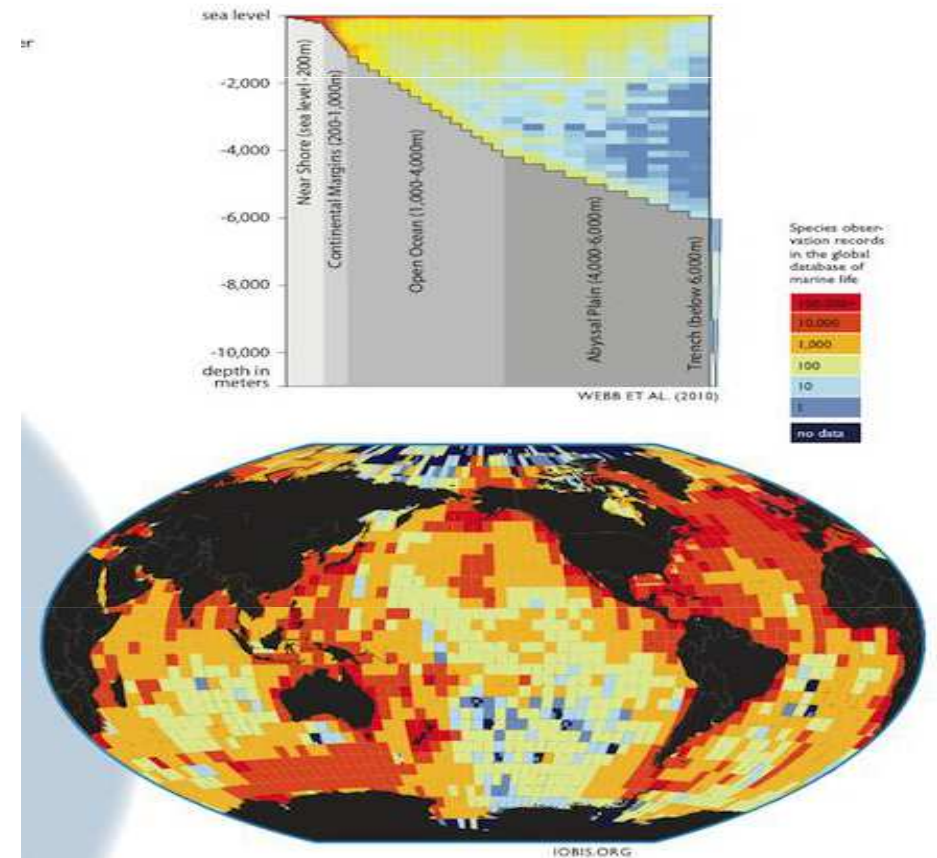 er
sea level
-2,000
-4,000
-6,000
-8,000
-10,000
depth in
meters
Near Shore (sea level -200m)
Continental Margins (200-1,000m)
Open Ocean (1,000-4,000m)
Abyssal Plain (4,000-6,000m)
Trench (below 6,000m)
WEBB ET AL. (2010)
Species obser-
vation records
in the global
database of
marine life
100,000+
10,000
1,000
100
10
1
no data
IOBIS.ORG